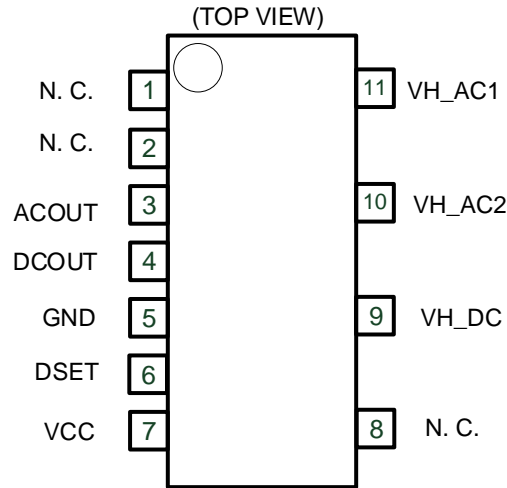 (TOP VIEW)
N. C. 1
N. C. 2
ACOUT 3
DCOUT 4
GND 5
DSET 6
VCC 7
11 VH_AC1
10 VH_AC2
9 VH_DC
8 N. C.